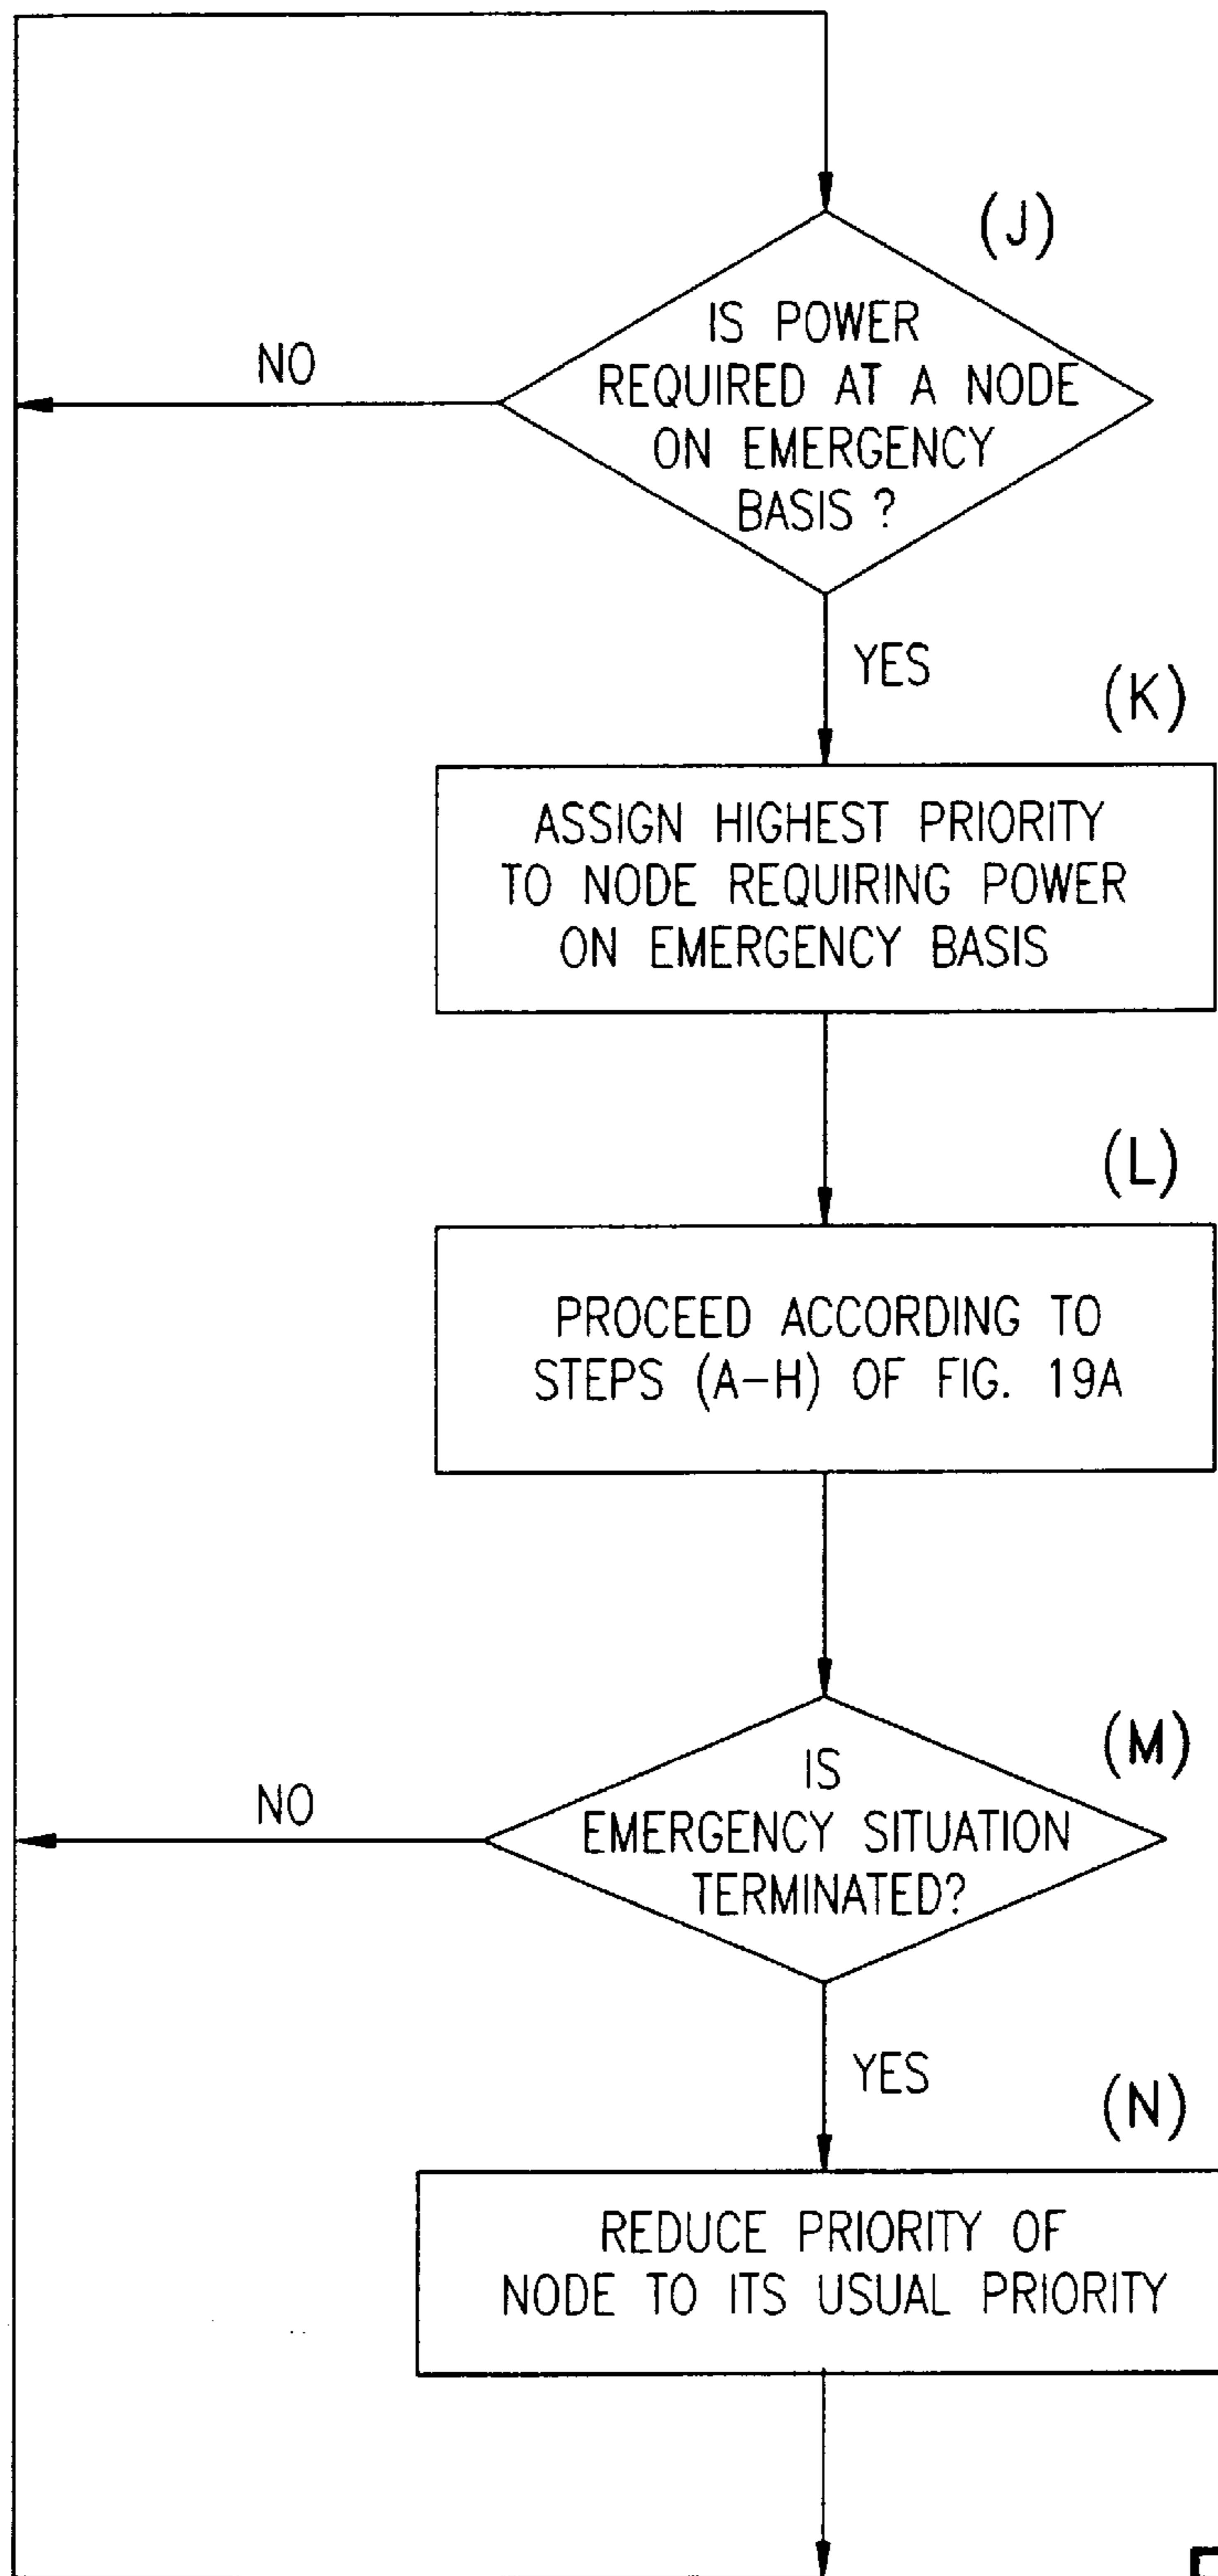 (J)
IS POWER
REQUIRED AT A NODE
ON EMERGENCY
BASIS ?
NO
YES
(K)
ASSIGN HIGHEST PRIORITY
TO NODE REQUIRING POWER
ON EMERGENCY BASIS
(L)
PROCEED ACCORDING TO
STEPS (A-H) OF FIG. 19A
(M)
IS
EMERGENCY SITUATION
TERMINATED?
NO
YES
(N)
REDUCE PRIORITY OF
NODE TO ITS USUAL PRIORITY